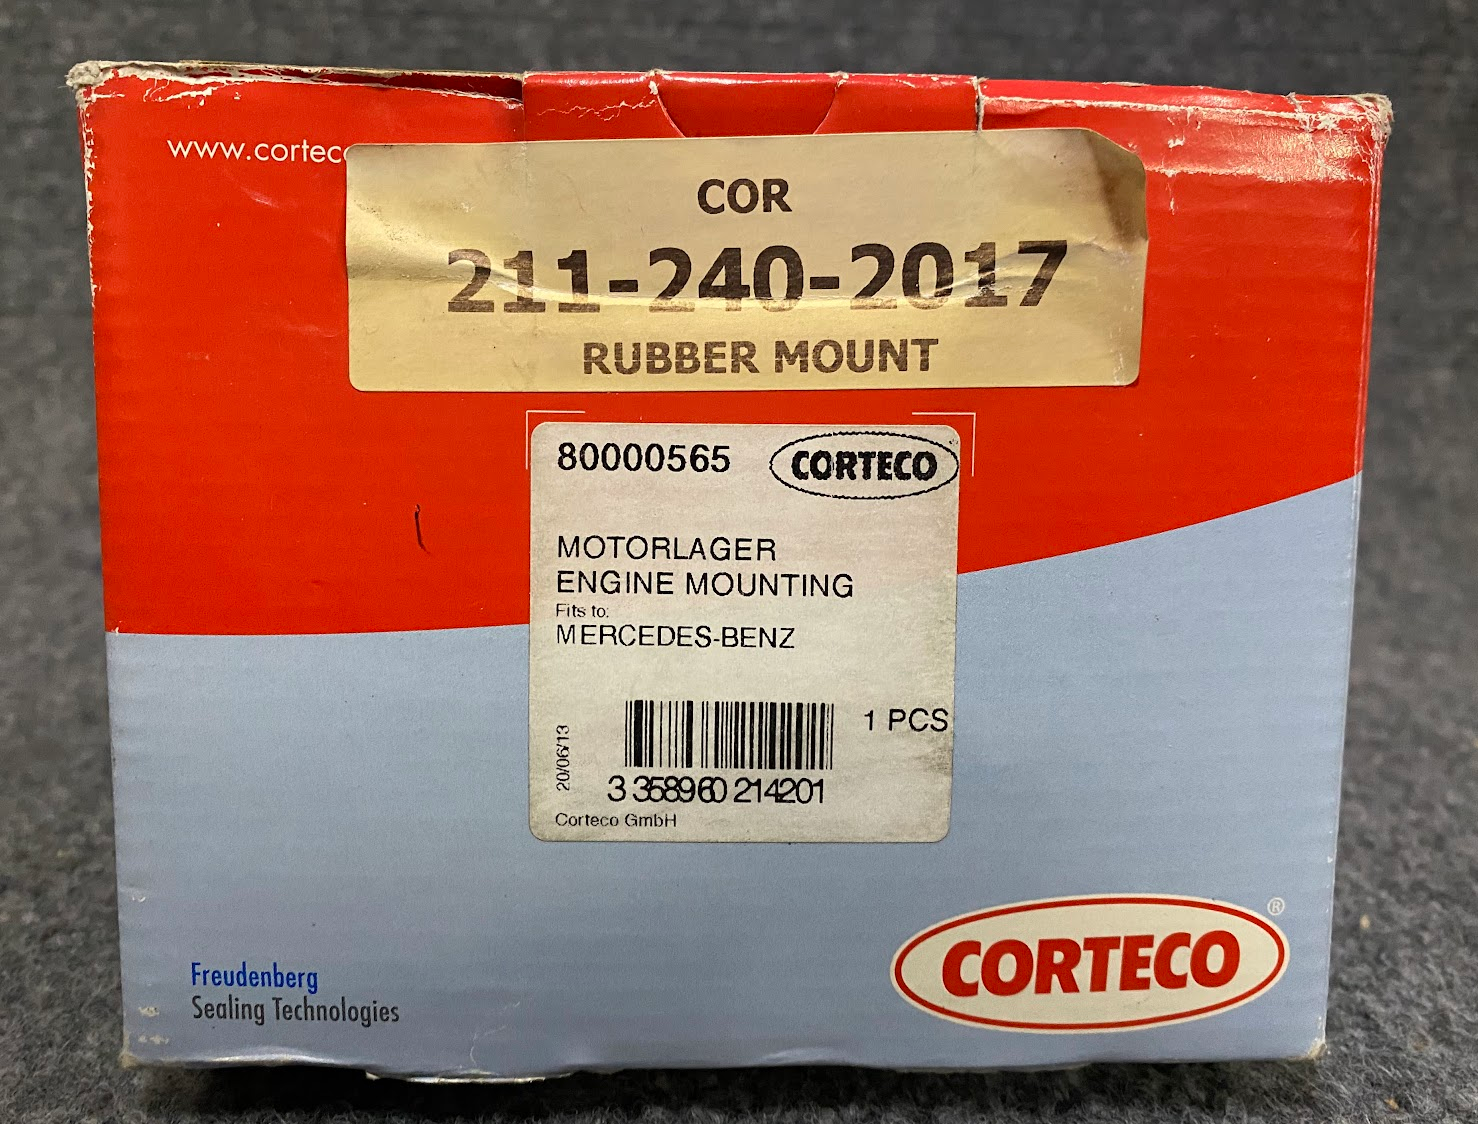 www.cortec
COR
211-240-2017
RUBBER MOUNT
80000565
CORTECO
MOTORLAGER
ENGINE MOUNTING
Fits to:
MERCEDES-BENZ
1 PCS
20/06/13
3 358960 214201
Corteco GmbH
Freudenberg
Sealing Technologies
CORTECO®